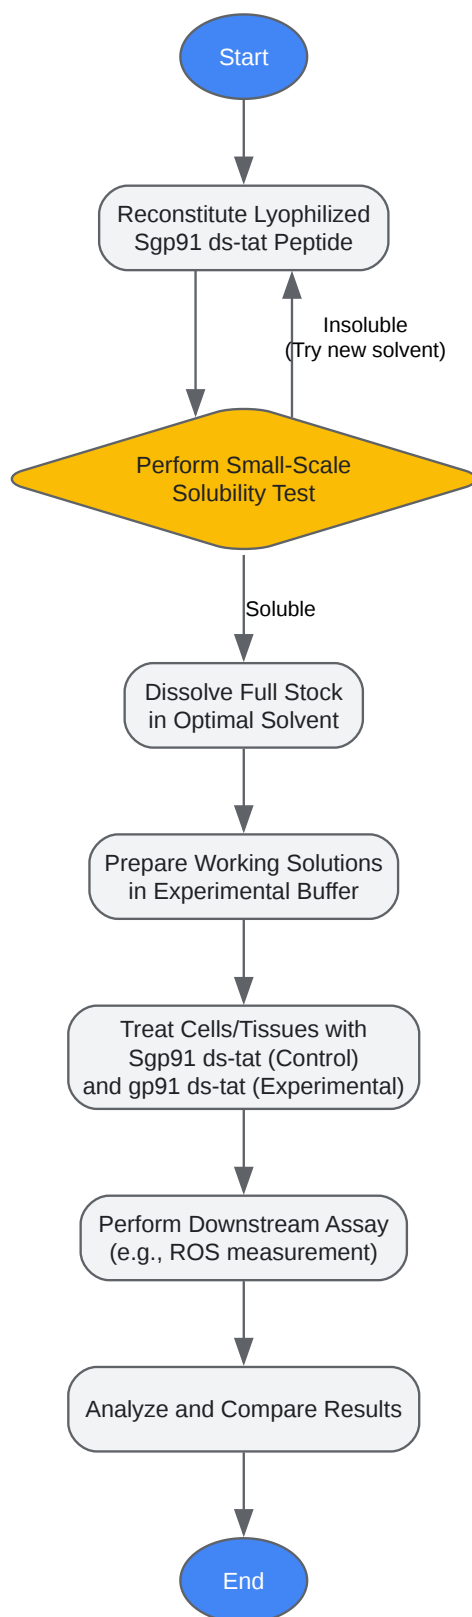 Start
Reconstitute Lyophilized
Sgp91 ds-tat Peptide
Insoluble
(Try new solvent)
Perform Small-Scale
Solubility Test
Soluble
Dissolve Full Stock
in Optimal Solvent
Prepare Working Solutions
in Experimental Buffer
Treat Cells/Tissues with
Sgp91 ds-tat (Control)
and gp91 ds-tat (Experimental)
Perform Downstream Assay
(e.g., ROS measurement)
Analyze and Compare Results
End